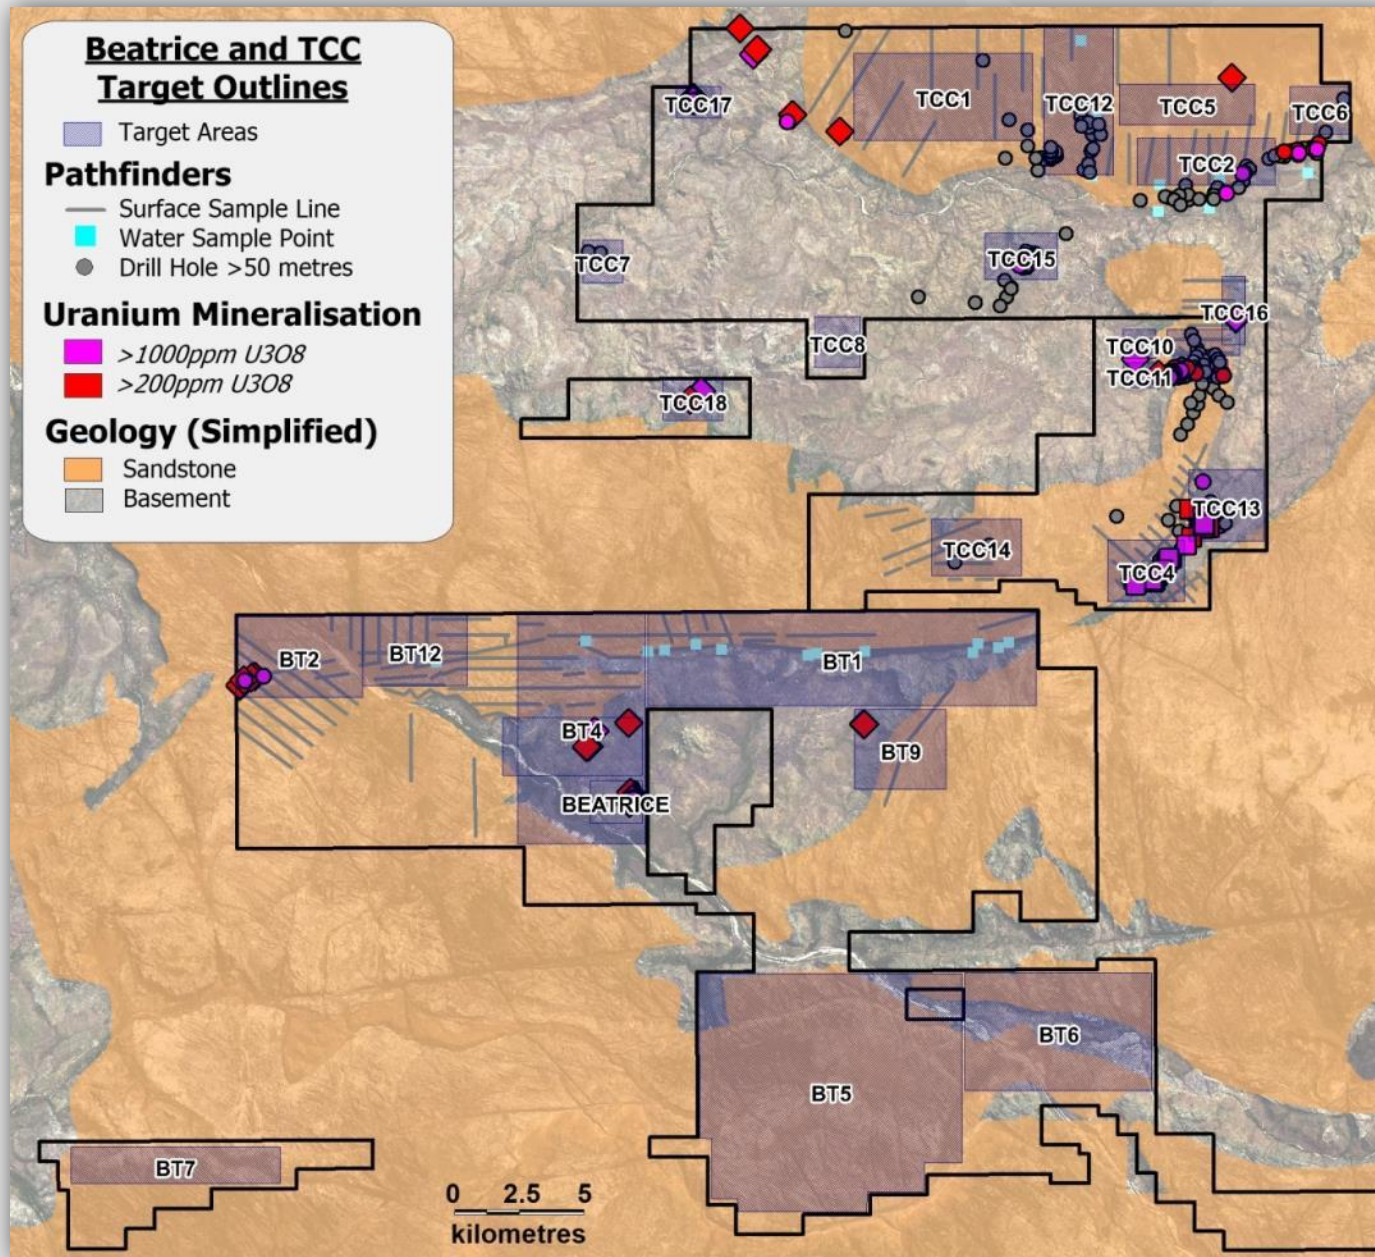 Beatrice and TCC
Target Outlines
Target Areas
Pathfinders
Surface Sample Line
Water Sample Point
Drill Hole >50 metres
Uranium Mineralisation
>1000ppm U3O8
>200ppm U3O8
Geology (Simplified)
Sandstone
Basement
TCC17
TCC1
TCC12
TCC5
TCC6
TCC2
TCC7
TCC15
TCC16
TCC8
TCC10
TCC11
TCC18
TCC13
TCC14
TCC4
BT2
BT12
BT1
BT4
BT9
BEATRICE
BT6
BT5
BT7
0 2.5 5
kilometres